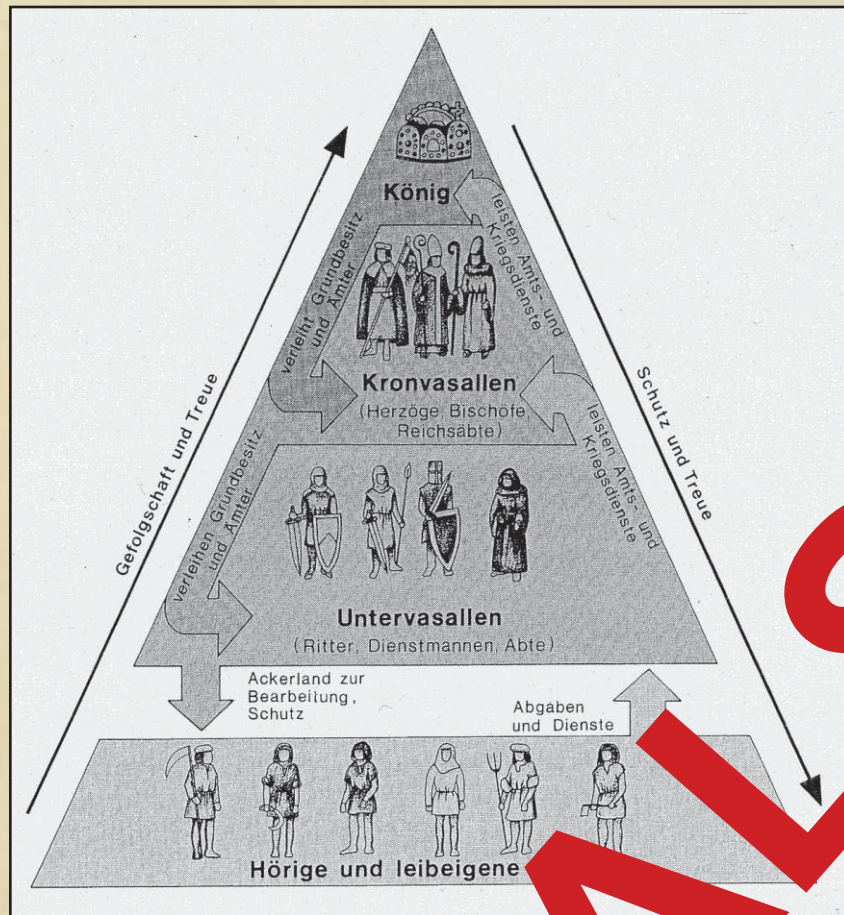 König
verleiht Grundbesitz
und Ämter
leisten Amts- und
Kriegsdienste
Kronvasallen
(Herzöge, Bischöfe,
Reichsäbte)
Gefolgschaft und Treue
Schutz und Treue
verleihen Grundbesitz
und Ämter
leisten Amts- und
Kriegsdienste
Untervasallen
(Ritter, Dienstmannen, Äbte)
Ackerland zur
Bearbeitung,
Schutz
Abgaben
und Dienste
Hörige und leibeigene